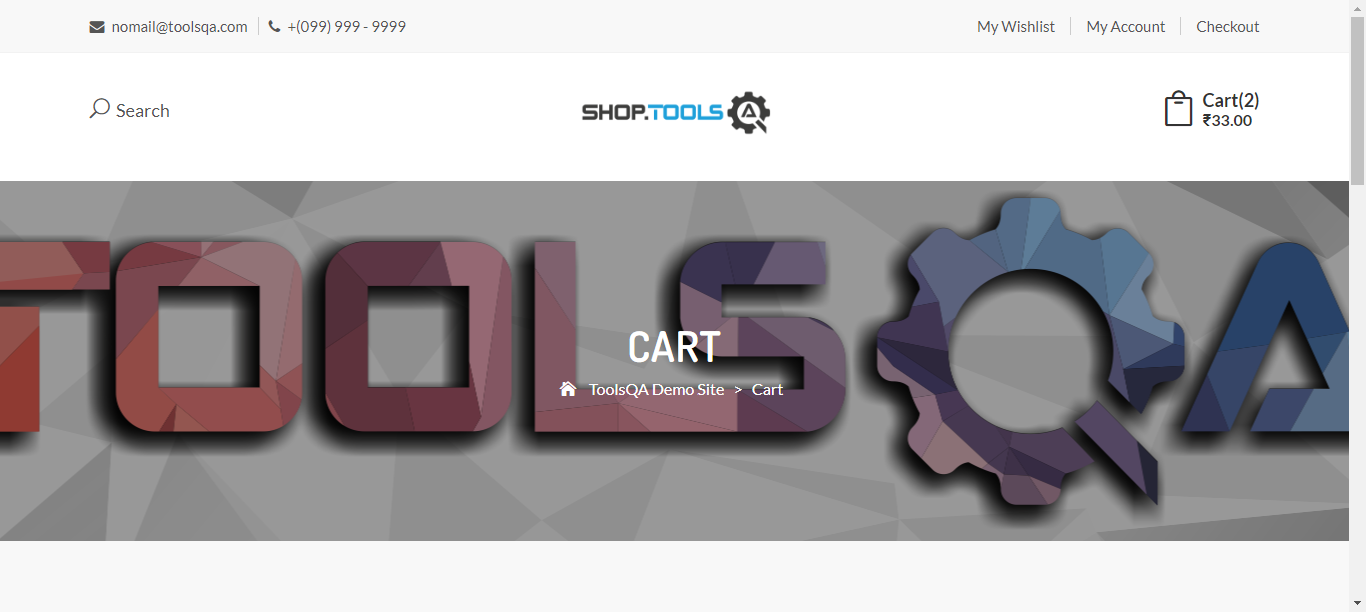 nomail@toolsqa.com
+(099) 999 - 9999
My Wishlist
My Account
Checkout
Search
SHOP.TOOLSQA
Cart(2)
₹33.00
TOOLSQA
CART
ToolsQA Demo Site > Cart